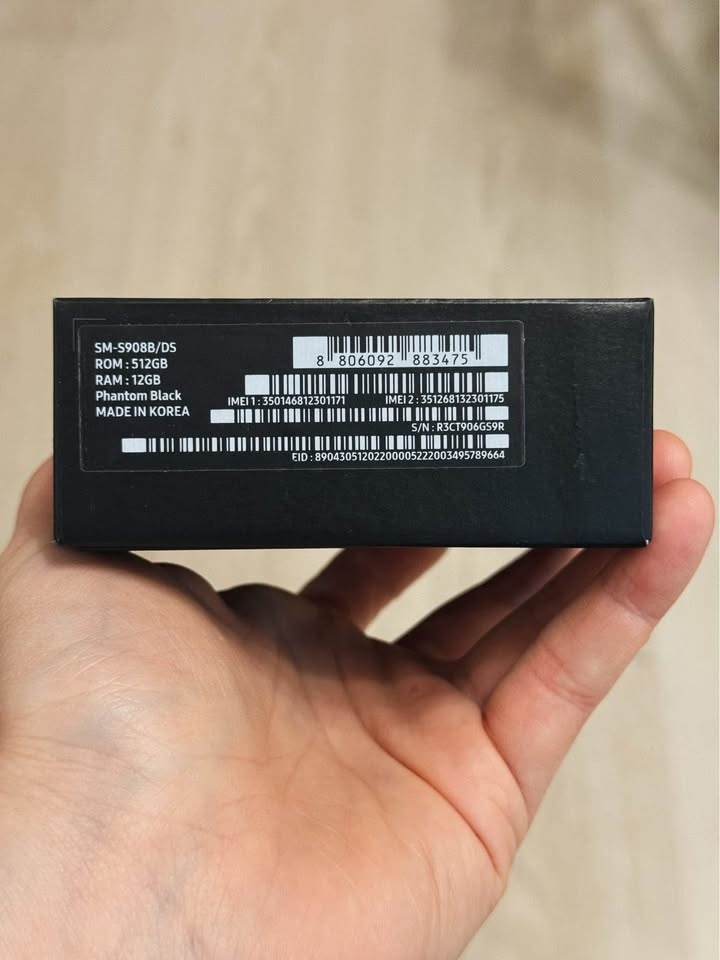 SM-S908B/DS
ROM : 512GB
RAM : 12GB
Phantom Black
MADE IN KOREA
8 806092 883475
IMEI 1 : 350146812301171 IMEI 2 : 351268132301175
S/N : R3CT906GS9R
EID : 89043051202200005222003495789664